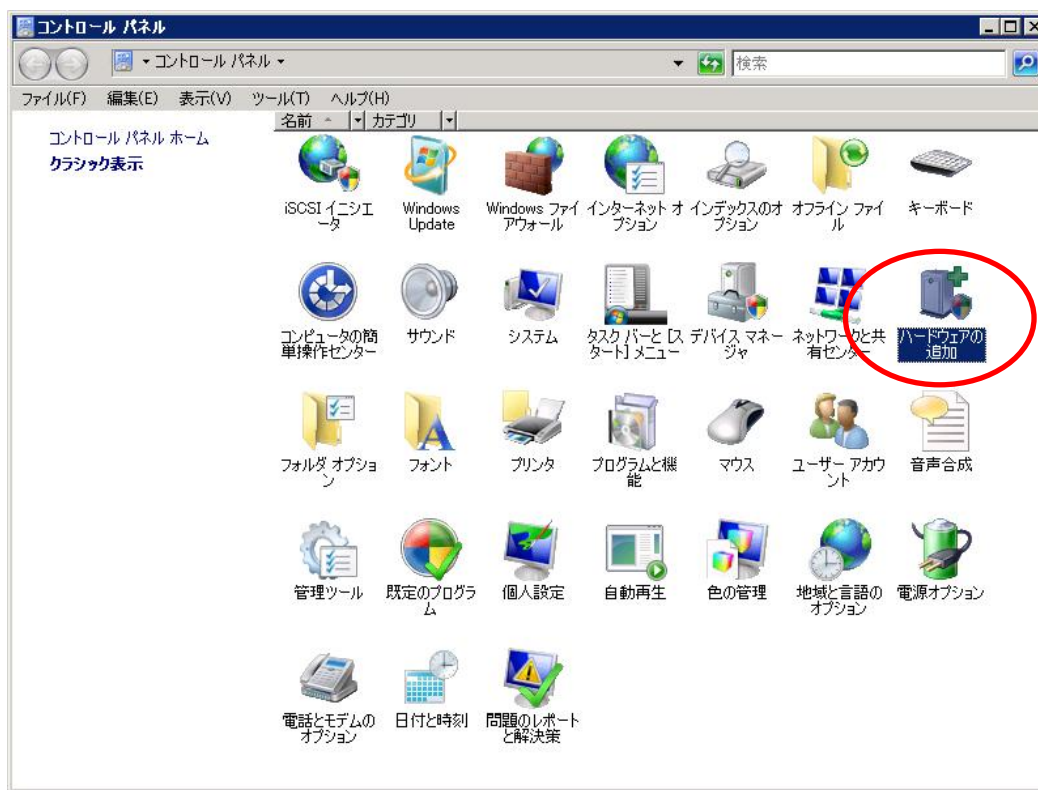 コントロール パネル
コントロール パネル
検索
ファイル(F) 編集(E) 表示(V) ツール(T) ヘルプ(H)
名前 カテゴリ
コントロール パネル ホーム
クラシック表示
iSCSI イニシエ
ータ
Windows
Update
Windows ファイ
アウォール
インターネット オ
プション
インデックスのオ
プション
オフライン ファイ
ル
キーボード
コンピュータの簡
単操作センター
サウンド
システム
タスク バーと [ス
タート] メニュー
デバイス マネー
ジャ
ネットワークと共
有センター
ハードウェアの
追加
フォルダ オプショ
ン
フォント
プリンタ
プログラムと機
能
マウス
ユーザー アカウ
ント
音声合成
管理ツール
既定のプログラ
ム
個人設定
自動再生
色の管理
地域と言語の
オプション
電源オプション
電話とモデムの
オプション
日付と時刻
問題のレポート
と解決策